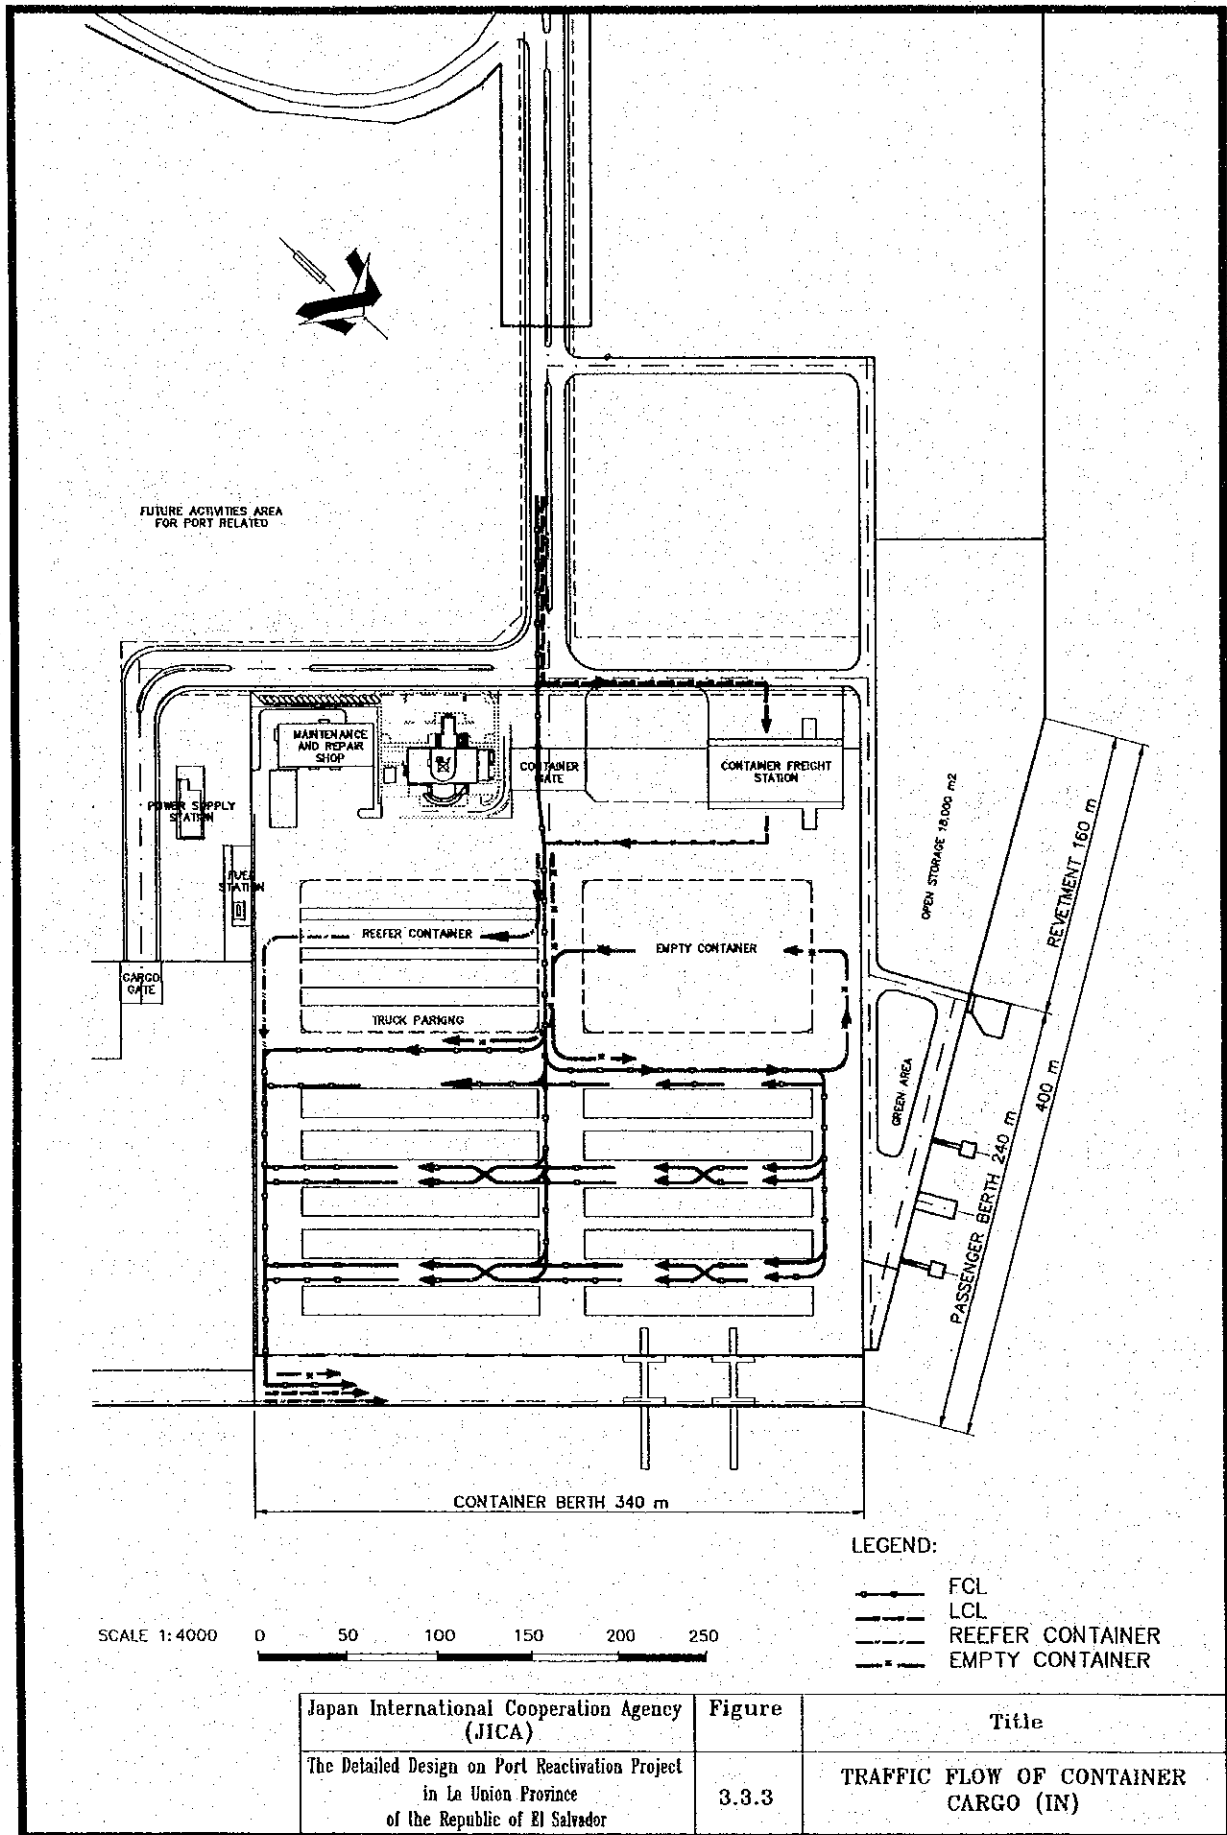 FUTURE ACTIVITIES AREA
FOR PORT RELATED
MAINTENANCE
AND REPAIR
SHOP
CONTAINER
GATE
CONTAINER FREIGHT
STATION
POWER SUPPLY
STATION
FUEL
STATION
OPEN STORAGE 18,000 m2
REVETMENT 160 m
REEFER CONTAINER
EMPTY CONTAINER
CARGO
GATE
TRUCK PARKING
GREEN AREA
400 m
PASSENGER BERTH 240 m
CONTAINER BERTH 340 m
LEGEND:
FCL
LCL
REEFER CONTAINER
EMPTY CONTAINER
SCALE 1:4000
0 50 100 150 200 250
Japan International Cooperation Agency
(JICA)
Figure
Title
The Detailed Design on Port Reactivation Project
in La Union Province
of the Republic of El Salvador
3.3.3
TRAFFIC FLOW OF CONTAINER
CARGO (IN)